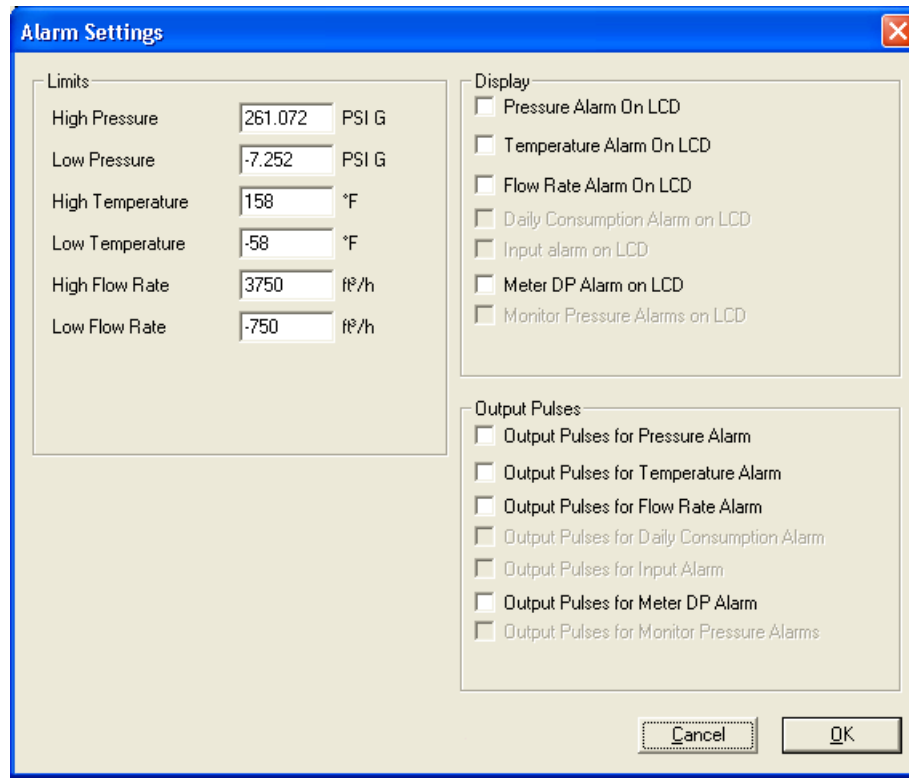 Alarm Settings
Limits
High Pressure 261.072 PSI G
Low Pressure -7.252 PSI G
High Temperature 158 °F
Low Temperature -58 °F
High Flow Rate 3750 ft³/h
Low Flow Rate -750 ft³/h
Display
Pressure Alarm On LCD
Temperature Alarm On LCD
Flow Rate Alarm On LCD
Daily Consumption Alarm on LCD
Input alarm on LCD
Meter DP Alarm on LCD
Monitor Pressure Alarms on LCD
Output Pulses
Output Pulses for Pressure Alarm
Output Pulses for Temperature Alarm
Output Pulses for Flow Rate Alarm
Output Pulses for Daily Consumption Alarm
Output Pulses for Input Alarm
Output Pulses for Meter DP Alarm
Output Pulses for Monitor Pressure Alarms
Cancel OK